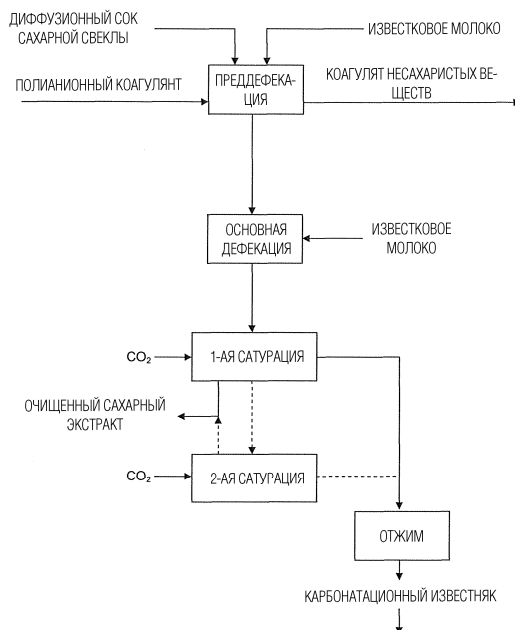 ДИФФУЗИОННЫЙ СОК
САХАРНОЙ СВЕКЛЫ
ИЗВЕСТКОВОЕ МОЛОКО
ПОЛИАНИОННЫЙ КОАГУЛЯНТ
ПРЕДДЕФЕКА-
ЦИЯ
КОАГУЛЯТ НЕСАХАРИСТЫХ ВЕ-
ЩЕСТВ
ОСНОВНАЯ
ДЕФЕКАЦИЯ
ИЗВЕСТКОВОЕ
МОЛОКО
CO₂
1-АЯ САТУРАЦИЯ
ОЧИЩЕННЫЙ САХАРНЫЙ
ЭКСТРАКТ
CO₂
2-АЯ САТУРАЦИЯ
ОТЖИМ
КАРБОНАТАЦИОННЫЙ ИЗВЕСТНЯК